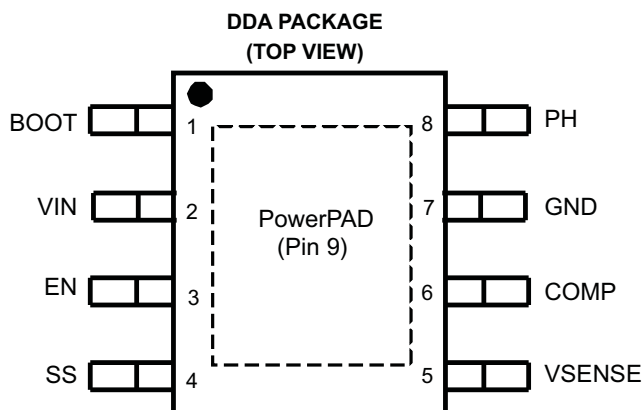 DDA PACKAGE
(TOP VIEW)
BOOT 1 8 PH
VIN 2 7 GND
PowerPAD
(Pin 9)
EN 3 6 COMP
SS 4 5 VSENSE